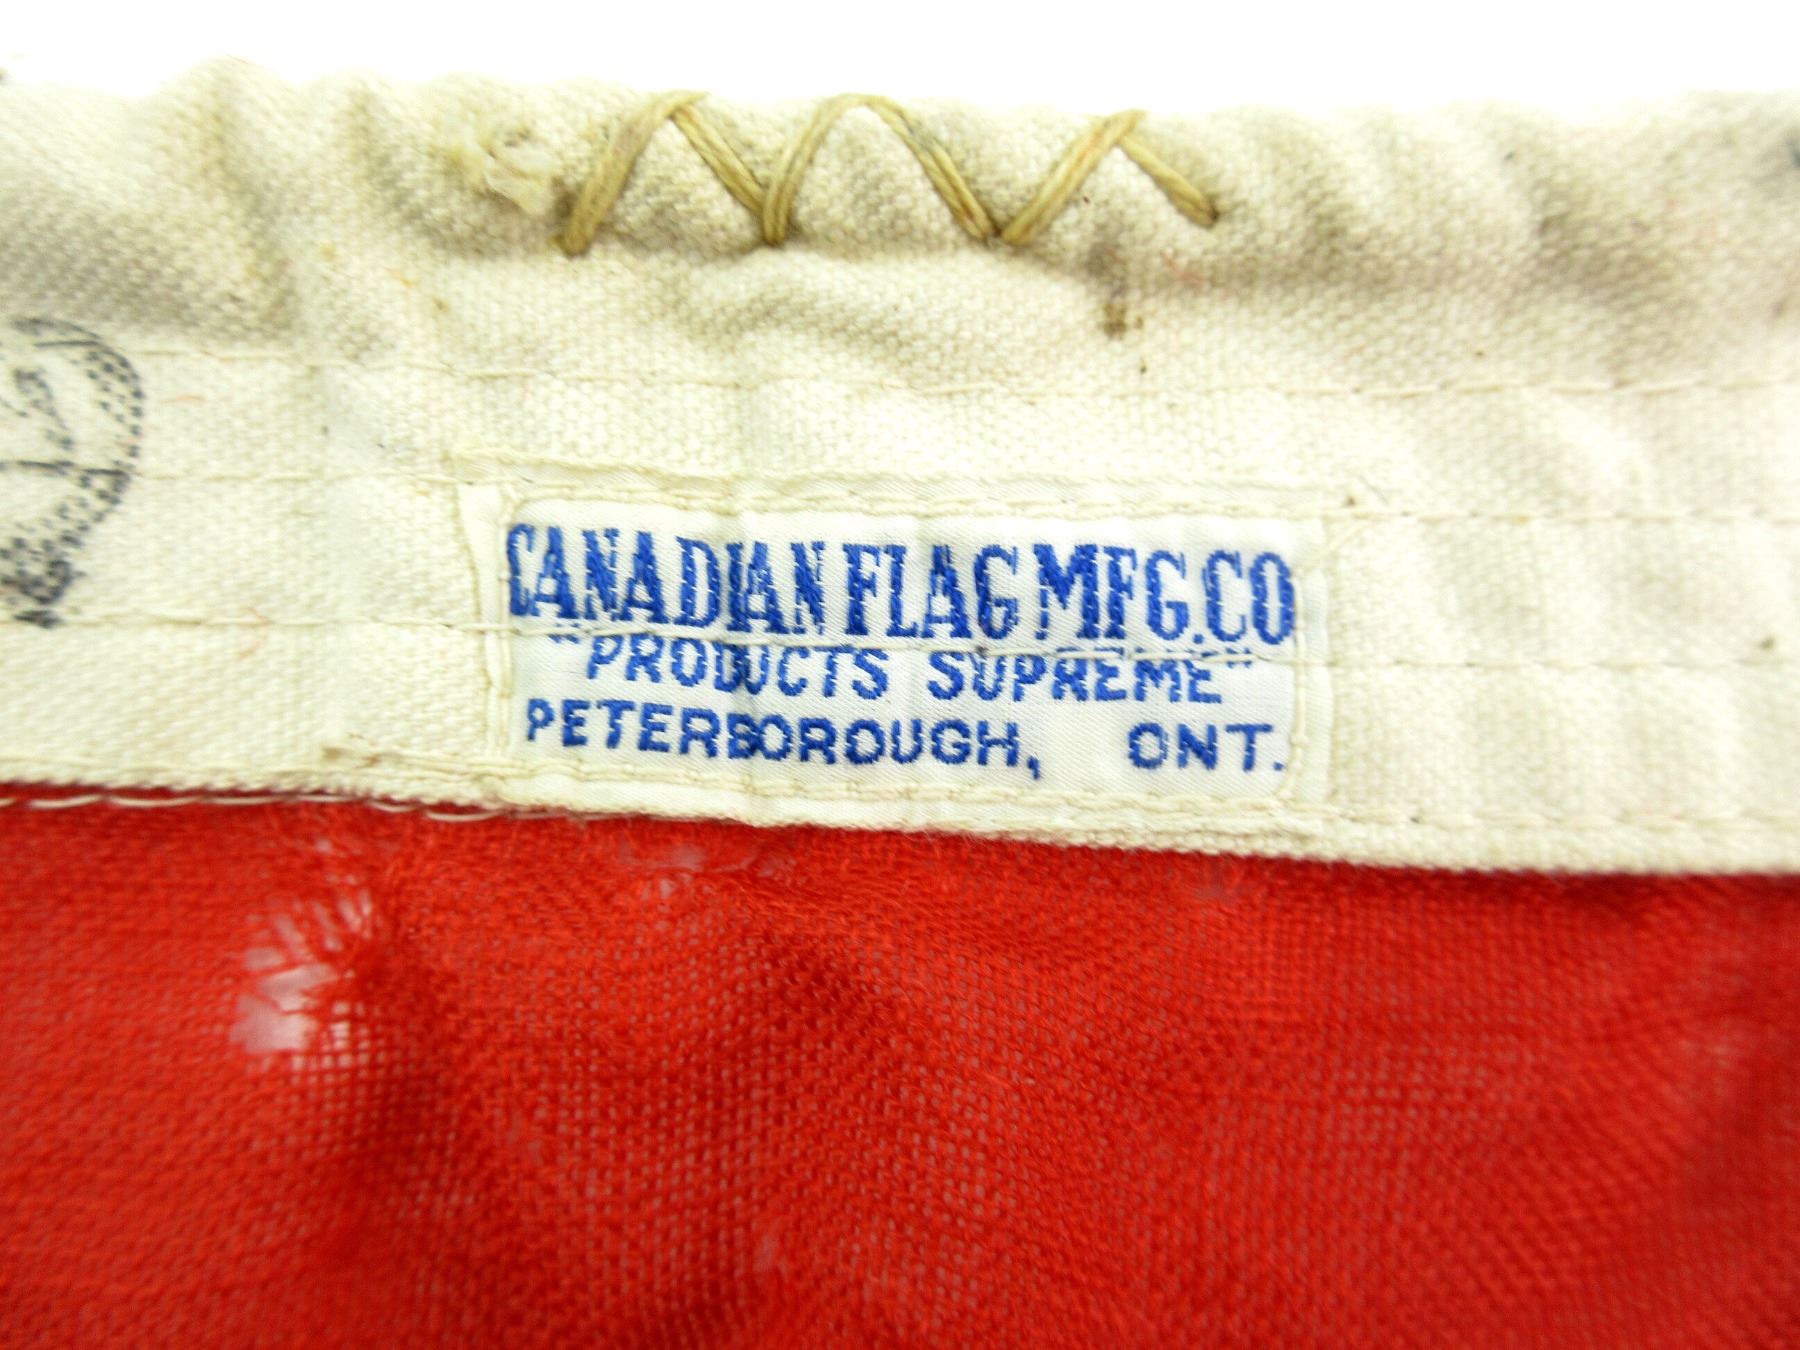 CANADIAN FLAG MFG. CO
"PRODUCTS SUPREME"
PETERBOROUGH, ONT.